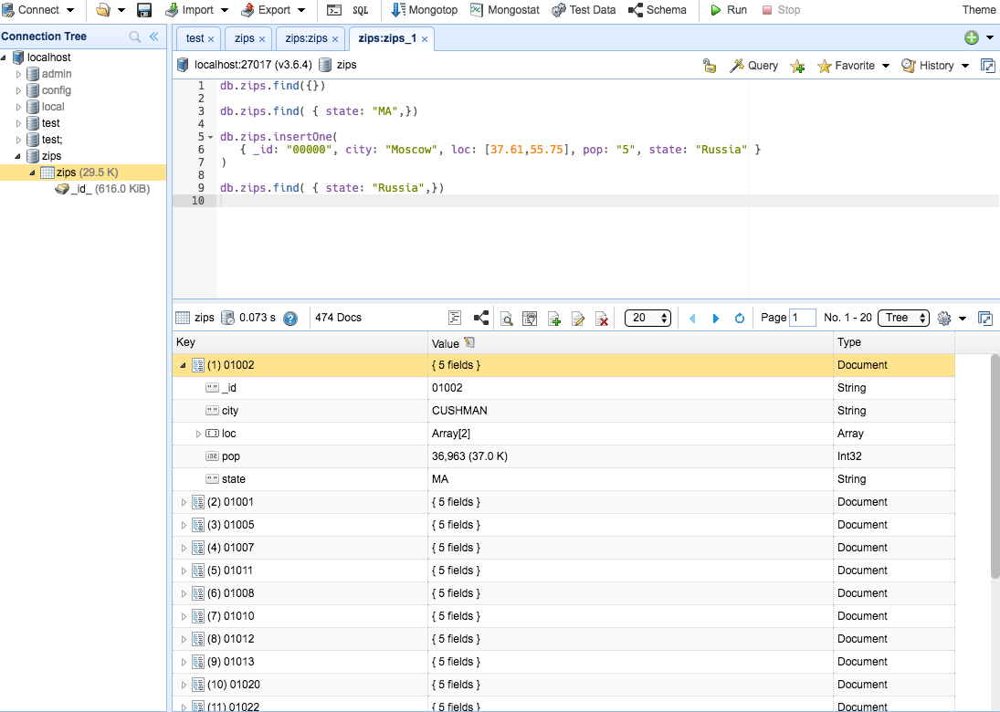 Connect Import Export SQL Mongotop Mongostat Test Data Schema Run Stop Theme
Connection Tree
localhost
admin
config
local
test
test;
zips
zips (29.5 K)
_id_ (616.0 KiB)
test × zips × zips:zips × zips:zips_1 ×
localhost:27017 (v3.6.4) zips Query Favorite History
1 db.zips.find({})
2
3 db.zips.find( { state: "MA",})
4
5 db.zips.insertOne(
6 { _id: "00000", city: "Moscow", loc: [37.61,55.75], pop: "5", state: "Russia" }
7 )
8
9 db.zips.find( { state: "Russia",})
10
zips 0.073 s ? 474 Docs 20 Page 1 No. 1 - 20 Tree
Key Value Type
(1) 01002 { 5 fields } Document
_id 01002 String
city CUSHMAN String
loc Array[2] Array
pop 36,963 (37.0 K) Int32
state MA String
(2) 01001 { 5 fields } Document
(3) 01005 { 5 fields } Document
(4) 01007 { 5 fields } Document
(5) 01011 { 5 fields } Document
(6) 01008 { 5 fields } Document
(7) 01010 { 5 fields } Document
(8) 01012 { 5 fields } Document
(9) 01013 { 5 fields } Document
(10) 01020 { 5 fields } Document
(11) 01022 { 5 fields } Document